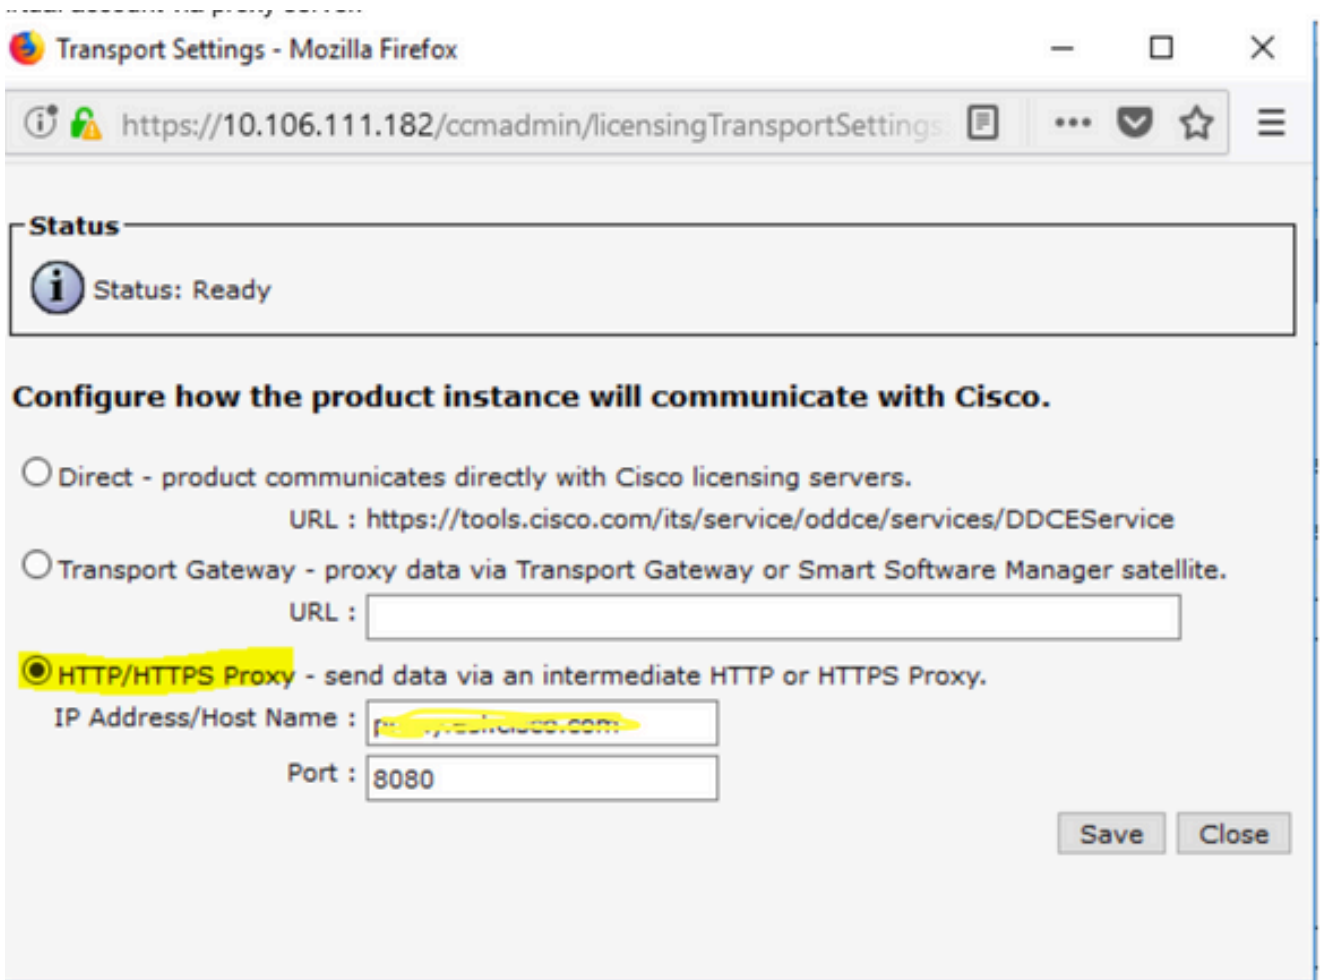 Transport Settings - Mozilla Firefox
https://10.106.111.182/ccmadmin/licensingTransportSettings
Status
Status: Ready
Configure how the product instance will communicate with Cisco.
Direct - product communicates directly with Cisco licensing servers.
URL : https://tools.cisco.com/its/service/oddce/services/DDCEService
Transport Gateway - proxy data via Transport Gateway or Smart Software Manager satellite.
URL :
HTTP/HTTPS Proxy - send data via an intermediate HTTP or HTTPS Proxy.
IP Address/Host Name :
Port : 8080
Save Close